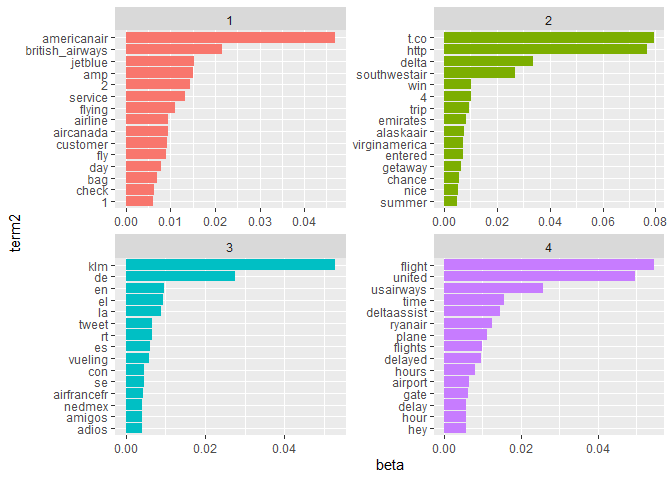 term2
1
americanair
british_airways
jetblue
amp
2
service
flying
airline
aircanada
customer
fly
day
bag
check
1
0.00 0.01 0.02 0.03 0.04
2
t.co
http
delta
southwestair
win
4
trip
emirates
alaskaair
virginamerica
entered
getaway
chance
nice
summer
0.00 0.02 0.04 0.06 0.08
3
klm
de
en
el
la
tweet
rt
es
vueling
con
se
airfrancefr
nedmex
amigos
adios
0.00 0.02 0.04
4
flight
united
usairways
time
deltaassist
ryanair
plane
flights
delayed
hours
airport
gate
delay
hour
hey
0.00 0.02 0.04
beta